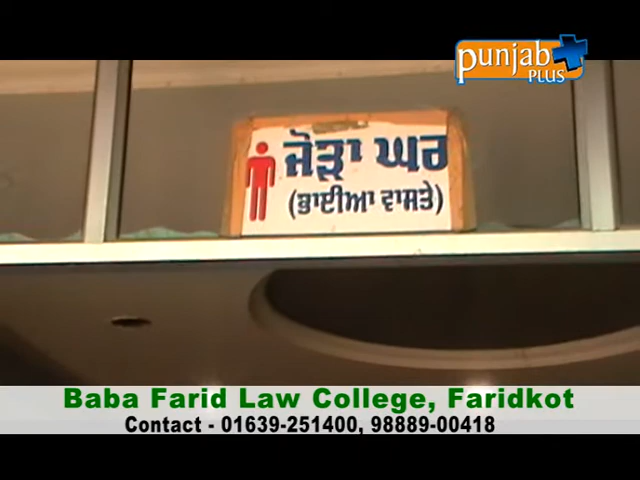 punjab
PLUS
ਜੋੜਾ ਘਰ
(ਭਾਈਆ ਵਾਸਤੇ)
Baba Farid Law College, Faridkot
Contact - 01639-251400, 98889-00418